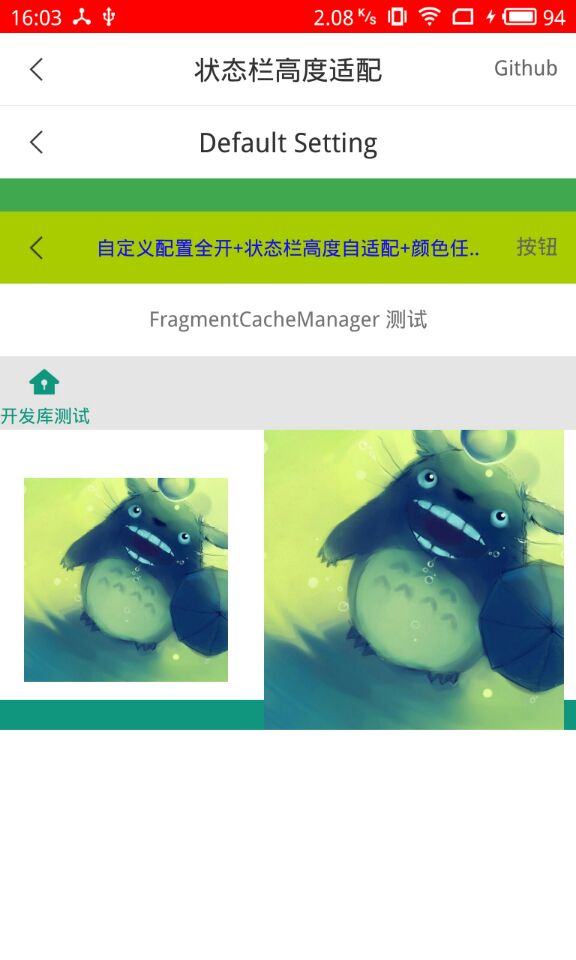 16:03 2.08 K/s 94
状态栏高度适配 Github
Default Setting
自定义配置全开+状态栏高度自适配+颜色任.. 按钮
FragmentCacheManager 测试
开发库测试